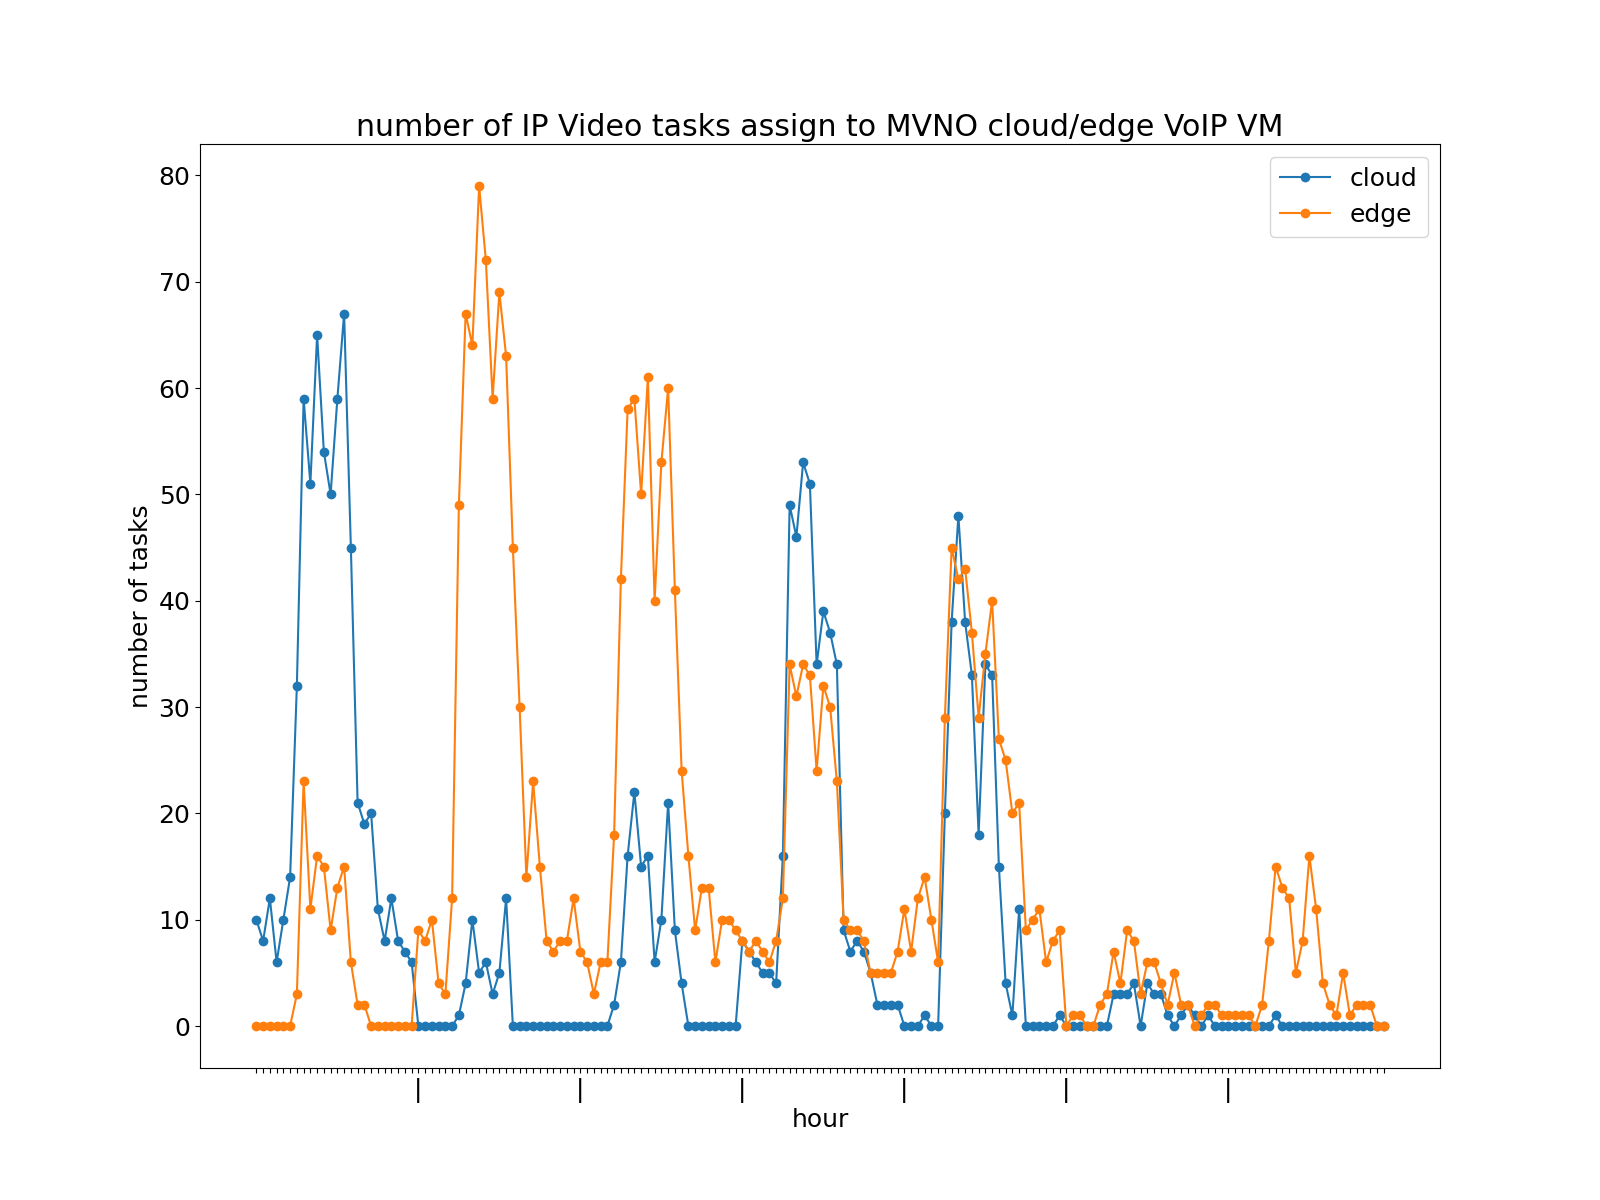 number of IP Video tasks assign to MVNO cloud/edge VoIP VM
cloud
edge
80
70
60
50
40
30
20
10
0
number of tasks
| | | | | |
hour